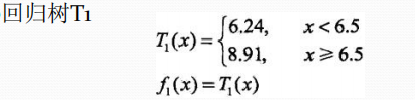 回归树T1
T₁(x) = { 6.24, x < 6.5
8.91, x ⩾ 6.5
f₁(x) = T₁(x)